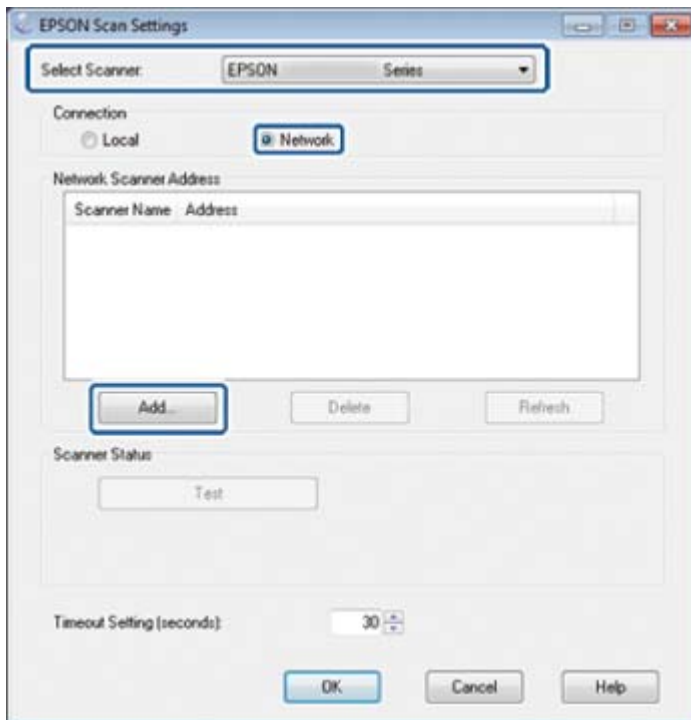 EPSON Scan Settings
Select Scanner: EPSON Series
Connection
Local Network
Network Scanner Address
Scanner Name Address
Add... Delete Refresh
Scanner Status
Test
Timeout Setting (seconds): 30
OK Cancel Help